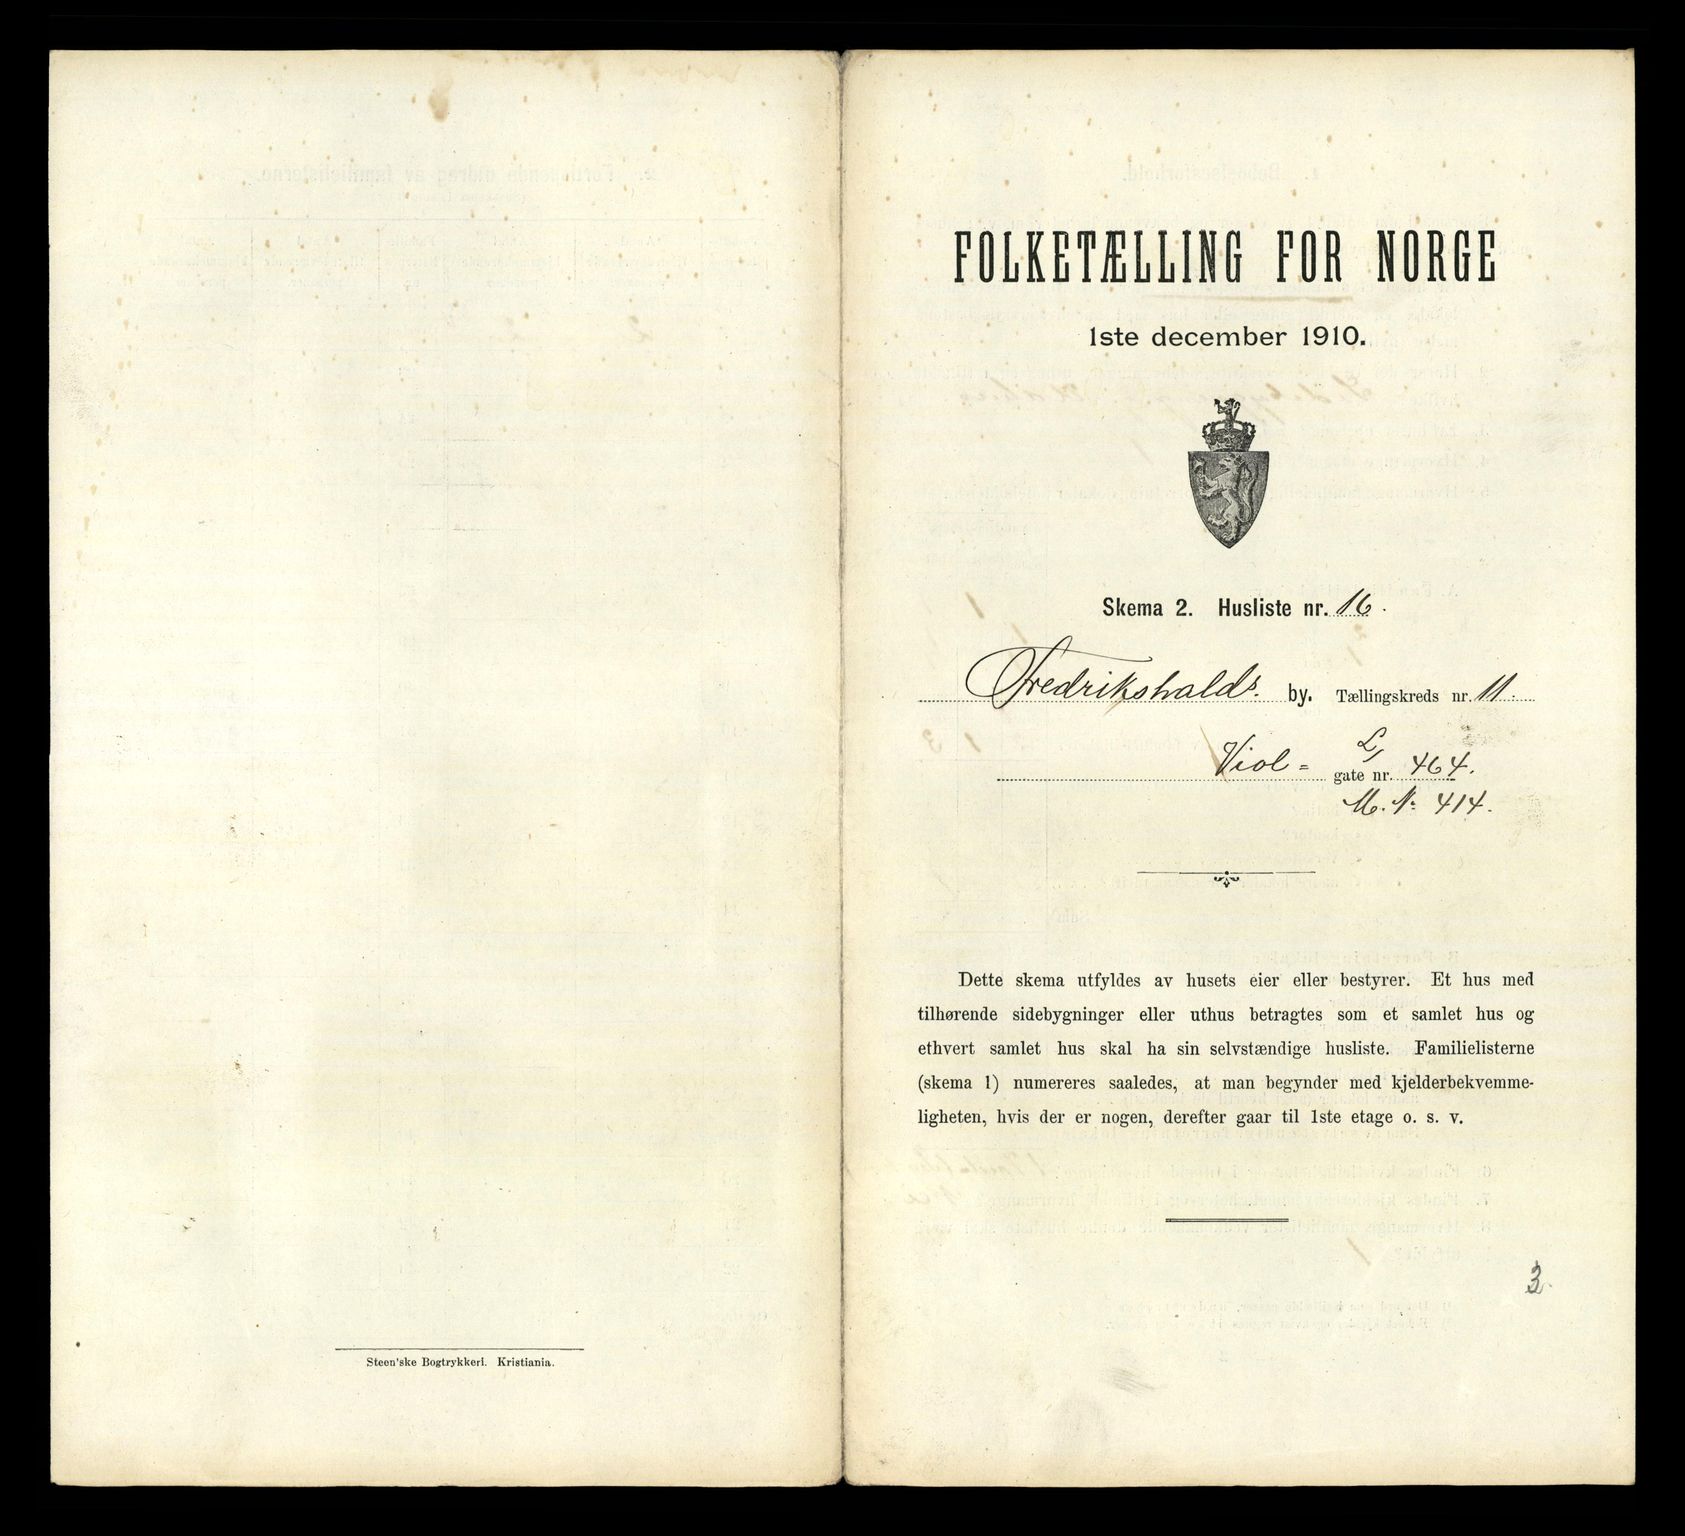 Steen'ske Bogtrykkeri. Kristiania.
FOLKETÆLLING FOR NORGE
1ste december 1910.
Skema 2. Husliste nr. 16.
Fredrikshalds. by. Tællingskreds nr. 11.
Viol= gate nr. L, 464.
M. N: 414.
Dette skema utfyldes av husets eier eller bestyrer. Et hus med
tilhørende sidebygninger eller uthus betragtes som et samlet hus og
ethvert samlet hus skal ha sin selvstændige husliste. Familielisterne
(skema 1) numereres saaledes, at man begynder med kjelderbekvemme-
ligheten, hvis der er nogen, derefter gaar til 1ste etage o. s. v.
3.